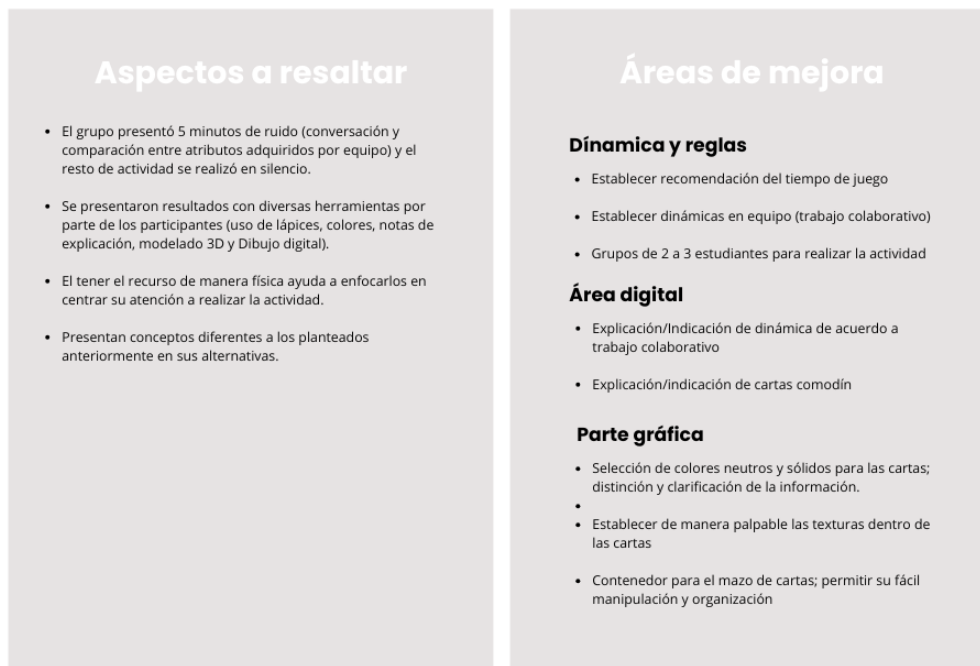 Aspectos a resaltar
• El grupo presentó 5 minutos de ruido (conversación y
comparación entre atributos adquiridos por equipo) y el
resto de actividad se realizó en silencio.
• Se presentaron resultados con diversas herramientas por
parte de los participantes (uso de lápices, colores, notas de
explicación, modelado 3D y Dibujo digital).
• El tener el recurso de manera física ayuda a enfocarlos en
centrar su atención a realizar la actividad.
• Presentan conceptos diferentes a los planteados
anteriormente en sus alternativas.
Áreas de mejora
Dínamica y reglas
• Establecer recomendación del tiempo de juego
• Establecer dinámicas en equipo (trabajo colaborativo)
• Grupos de 2 a 3 estudiantes para realizar la actividad
Área digital
• Explicación/Indicación de dinámica de acuerdo a
trabajo colaborativo
• Explicación/indicación de cartas comodín
Parte gráfica
• Selección de colores neutros y sólidos para las cartas;
distinción y clarificación de la información.
•
• Establecer de manera palpable las texturas dentro de
las cartas
• Contenedor para el mazo de cartas; permitir su fácil
manipulación y organización